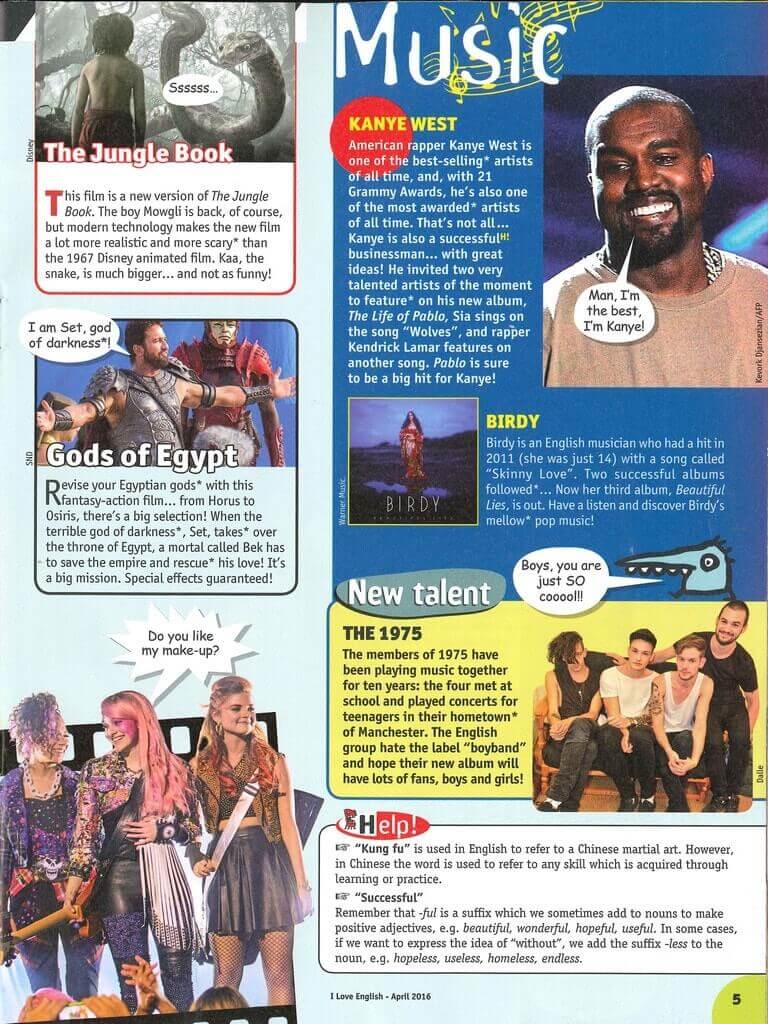 Ssssss...
Disney
The Jungle Book
This film is a new version of The Jungle
Book. The boy Mowgli is back, of course,
but modern technology makes the new film
a lot more realistic and more scary* than
the 1967 Disney animated film. Kaa, the
snake, is much bigger... and not as funny!
I am Set, god
of darkness*!
SND
Gods of Egypt
Revise your Egyptian gods* with this
fantasy-action film... from Horus to
Osiris, there's a big selection! When the
terrible god of darkness*, Set, takes* over
the throne of Egypt, a mortal called Bek has
to save the empire and rescue* his love! It's
a big mission. Special effects guaranteed!
Do you like
my make-up?
Music
KANYE WEST
American rapper Kanye West is
one of the best-selling* artists
of all time, and, with 21
Grammy Awards, he's also one
of the most awarded* artists
of all time. That's not all...
Kanye is also a successful H!
businessman... with great
ideas! He invited two very
talented artists of the moment
to feature* on his new album,
The Life of Pablo, Sia sings on
the song "Wolves", and rapper
Kendrick Lamar features on
another song. Pablo is sure
to be a big hit for Kanye!
Man, I'm
the best,
I'm Kanye!
Kevork Djansezian/AFP
Warner Music
BIRDY
BIRDY
Birdy is an English musician who had a hit in
2011 (she was just 14) with a song called
"Skinny Love". Two successful albums
followed*... Now her third album, Beautiful
Lies, is out. Have a listen and discover Birdy's
mellow* pop music!
Boys, you are
just SO
cooool!!
New talent
THE 1975
The members of 1975 have
been playing music together
for ten years: the four met at
school and played concerts for
teenagers in their hometown*
of Manchester. The English
group hate the label "boyband"
and hope their new album will
have lots of fans, boys and girls!
Dalle
Help!
☞ "Kung fu" is used in English to refer to a Chinese martial art. However,
in Chinese the word is used to refer to any skill which is acquired through
learning or practice.
☞ "Successful"
Remember that -ful is a suffix which we sometimes add to nouns to make
positive adjectives, e.g. beautiful, wonderful, hopeful, useful. In some cases,
if we want to express the idea of "without", we add the suffix -less to the
noun, e.g. hopeless, useless, homeless, endless.
I Love English - April 2016
5